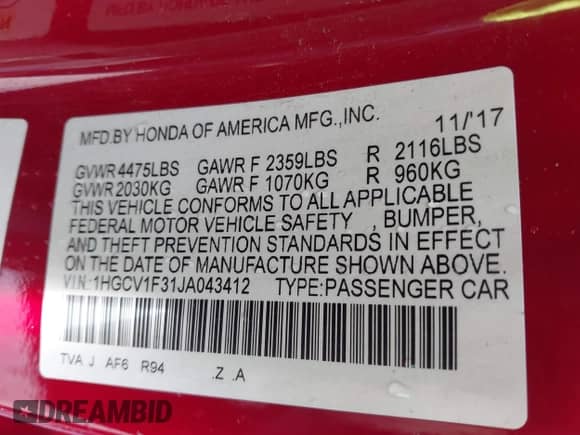 MFD.BY HONDA OF AMERICA MFG.,INC. 11/'17
GVWR 4475LBS GAWR F 2359LBS R 2116LBS
GVWR 2030KG GAWR F 1070KG R 960KG
THIS VEHICLE CONFORMS TO ALL APPLICABLE
FEDERAL MOTOR VEHICLE SAFETY , BUMPER,
AND THEFT PREVENTION STANDARDS IN EFFECT
ON THE DATE OF MANUFACTURE SHOWN ABOVE.
VIN:1HGCV1F31JA043412 TYPE:PASSENGER CAR
TVA J AF6 R94 .Z .A
DREAMBID